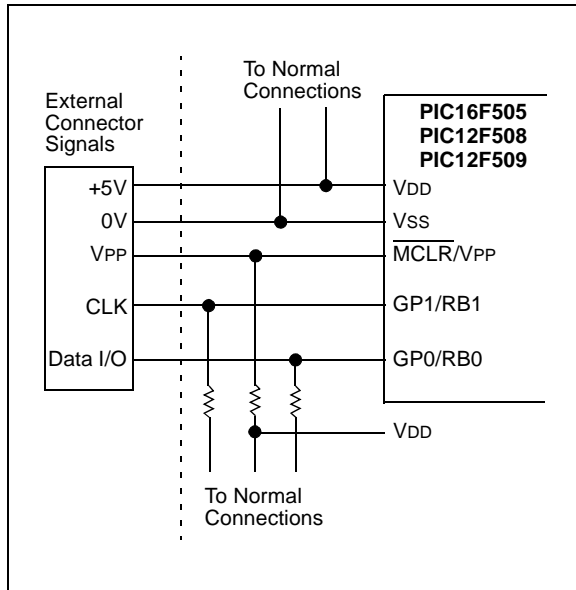 To Normal
Connections
External
Connector
Signals
PIC16F505
PIC12F508
PIC12F509
+5V
VDD
0V
VSS
VPP
MCLR/VPP
CLK
GP1/RB1
Data I/O
GP0/RB0
VDD
To Normal
Connections